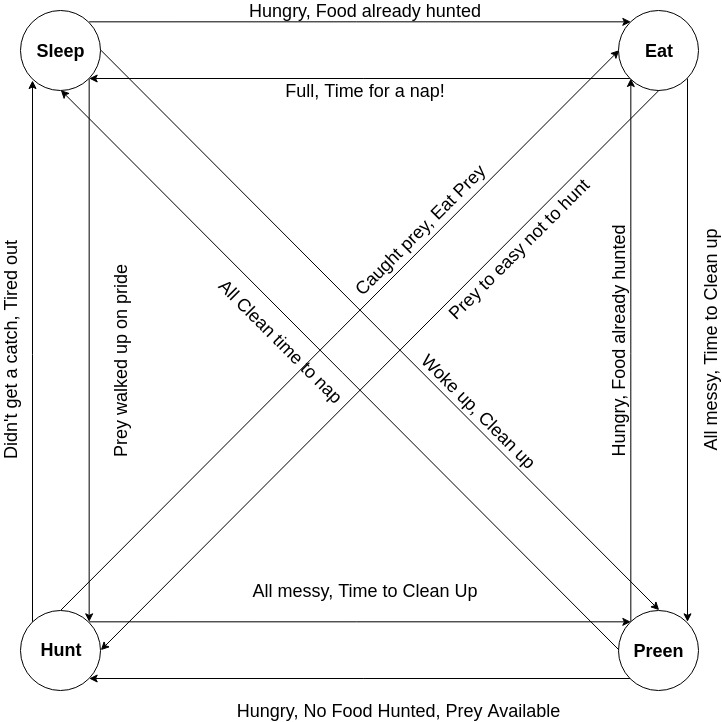 Hungry, Food already hunted
Sleep
Eat
Full, Time for a nap!
Caught prey, Eat Prey
Prey to easy not to hunt
Didn't get a catch, Tired out
Prey walked up on pride
All Clean time to nap
Woke up, Clean up
Hungry, Food already hunted
All messy, Time to Clean up
All messy, Time to Clean Up
Hunt
Preen
Hungry, No Food Hunted, Prey Available